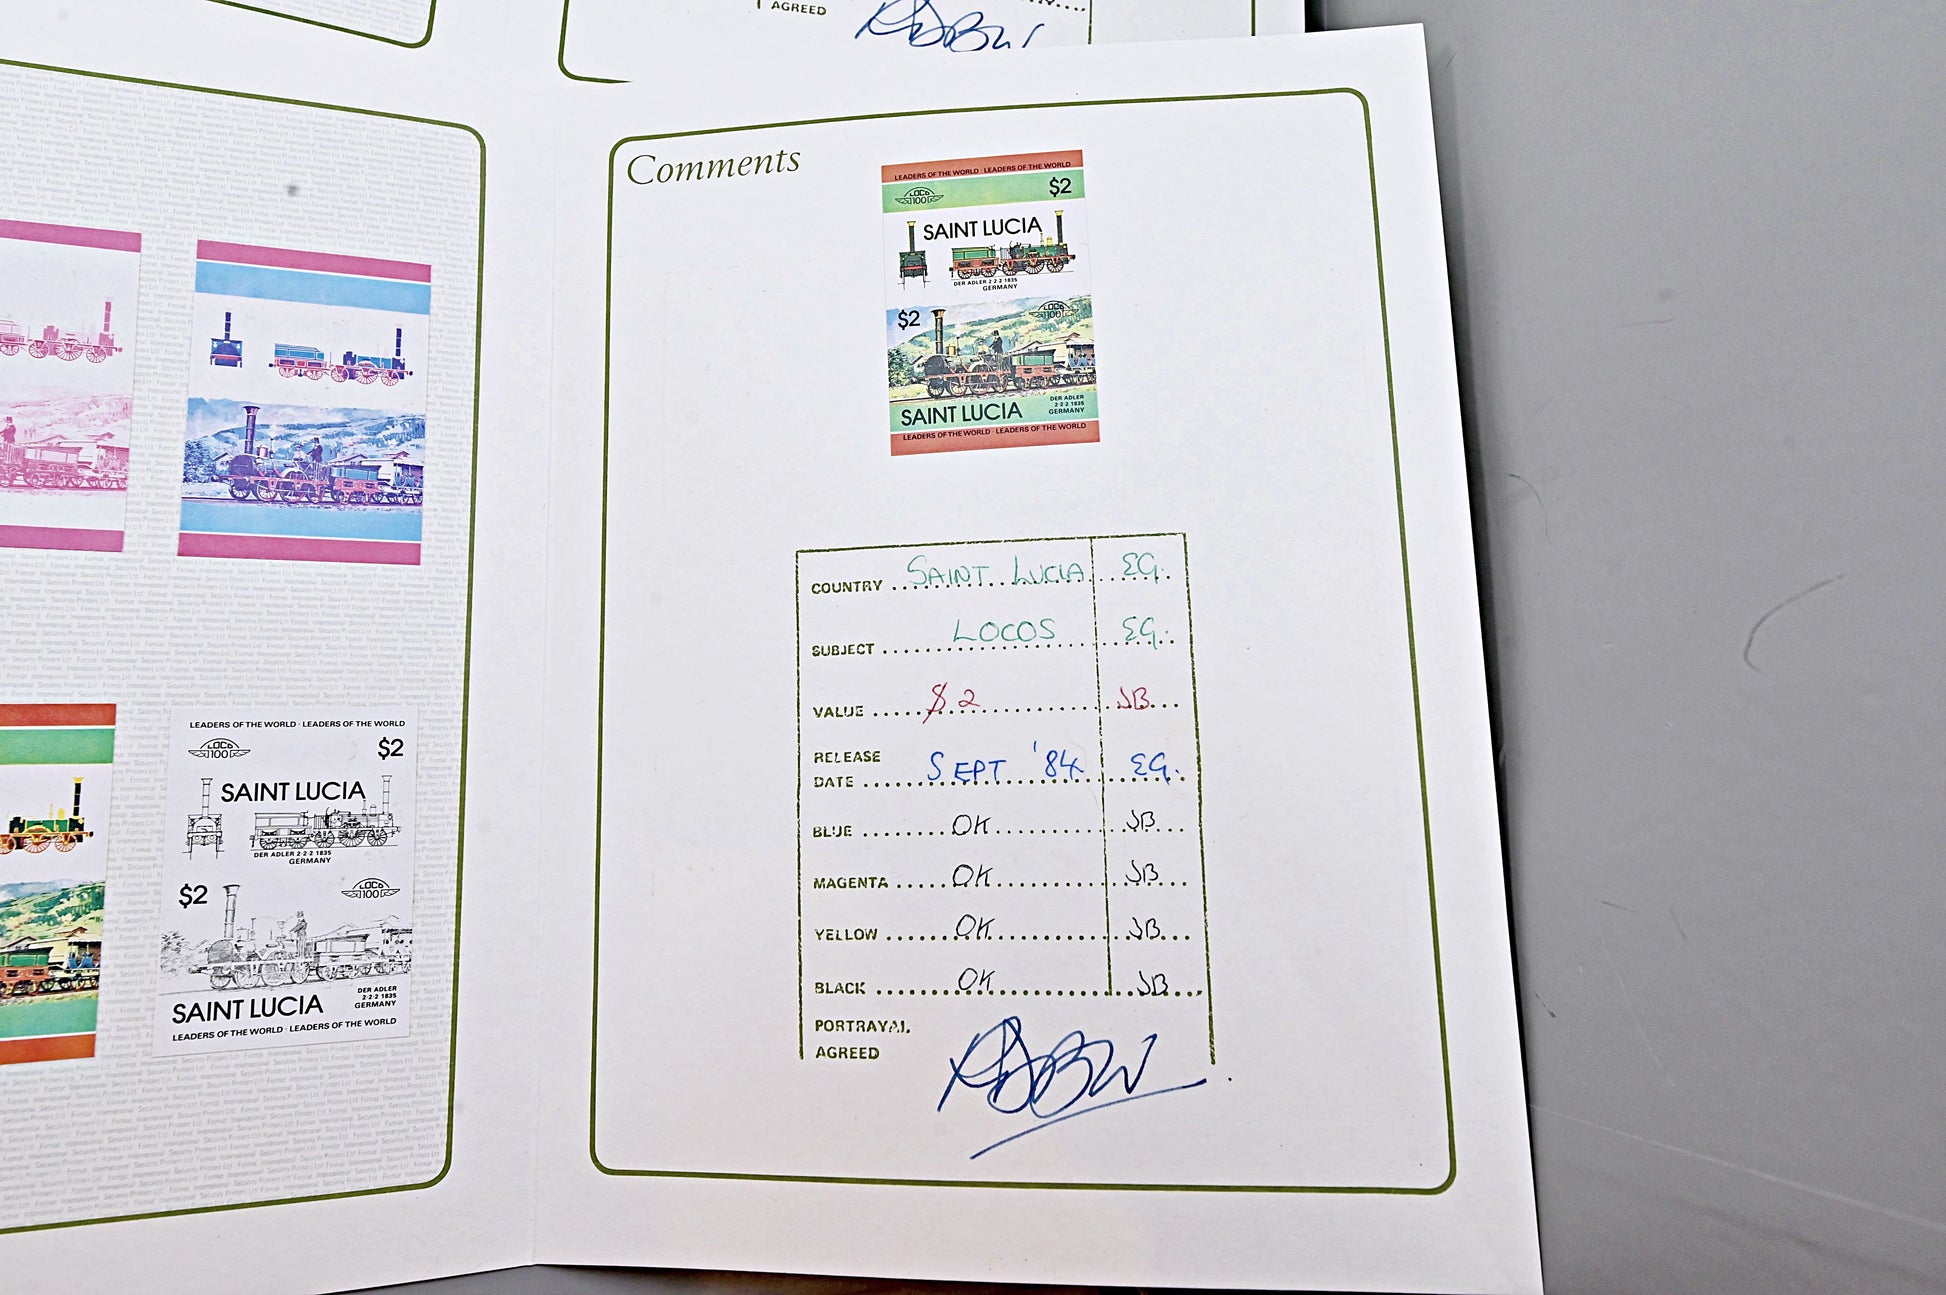 AGREED
Comments
LEADERS OF THE WORLD · LEADERS OF THE WORLD
LOCO 100
$2
SAINT LUCIA
DER ADLER 2·2·2 1835
GERMANY
$2
LOCO 100
SAINT LUCIA
DER ADLER
2·2·2 1835
GERMANY
LEADERS OF THE WORLD · LEADERS OF THE WORLD
COUNTRY SAINT LUCIA EG.
SUBJECT LOCOS EG.
VALUE $2 JB
RELEASE
DATE SEPT '84 EG.
BLUE OK JB
MAGENTA OK JB
YELLOW OK JB
BLACK OK JB
PORTRAYAL
AGREED
LEADERS OF THE WORLD · LEADERS OF THE WORLD
LOCO 100
$2
SAINT LUCIA
DER ADLER 2·2·2 1835
GERMANY
$2
LOCO 100
DER ADLER
2·2·2 1835
GERMANY
SAINT LUCIA
LEADERS OF THE WORLD · LEADERS OF THE WORLD
Format International Security Printers Ltd